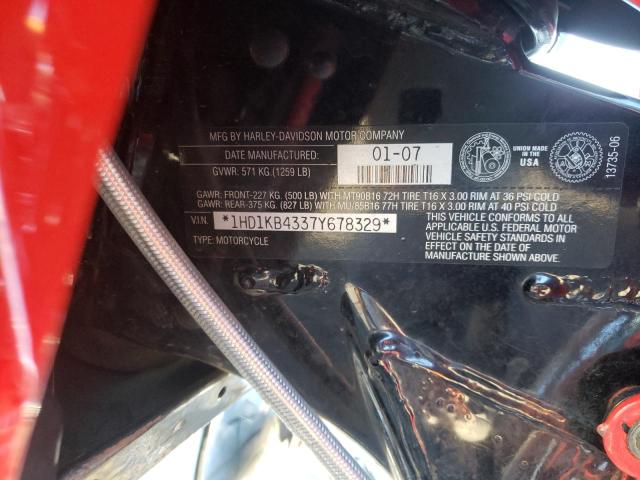 MFG BY HARLEY-DAVIDSON MOTOR COMPANY
DATE MANUFACTURED: 01-07
GVWR: 571 KG (1259 LB)
UNION MADE IN THE USA
13735-06
GAWR: FRONT-227 KG (500 LB) WITH MT90B16 72H TIRE T16 X 3.00 RIM AT 36 PSI COLD
GAWR: REAR-375 KG (827 LB) WITH MU/85B16 77H TIRE T16 X 3.00 RIM AT 40 PSI COLD
V.I.N. *1HD1KB4337Y678329*
THIS VEHICLE CONFORMS TO ALL
APPLICABLE U.S. FEDERAL MOTOR
VEHICLE SAFETY STANDARDS IN
EFFECT ON THE DATE OF
MANUFACTURE SHOWN ABOVE.
TYPE: MOTORCYCLE